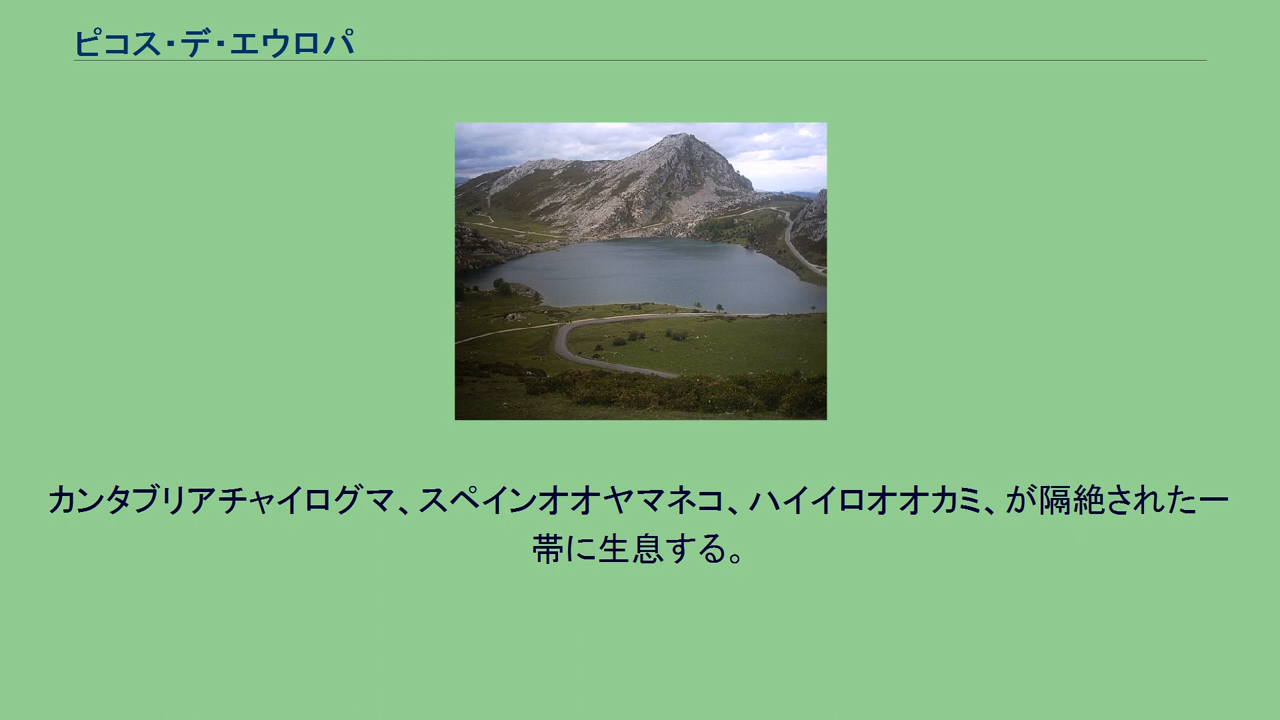 ピコス・デ・エウロパ
カンタブリアチャイログマ、スペインオオヤマネコ、ハイイロオオカミ、が隔絶された一
帯に生息する。